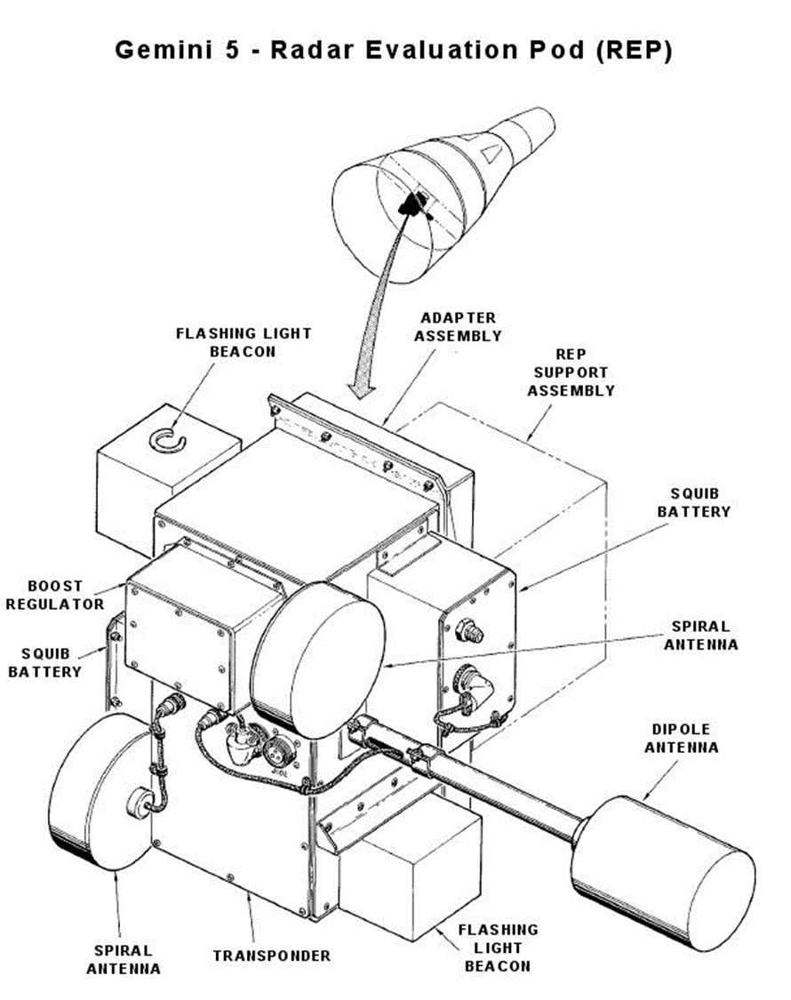 Gemini 5 - Radar Evaluation Pod (REP)
ADAPTER
ASSEMBLY
FLASHING LIGHT
BEACON
REP
SUPPORT
ASSEMBLY
SQUIB
BATTERY
BOOST
REGULATOR
SPIRAL
ANTENNA
SQUIB
BATTERY
DIPOLE
ANTENNA
J102
FLASHING
LIGHT
BEACON
SPIRAL
ANTENNA
TRANSPONDER